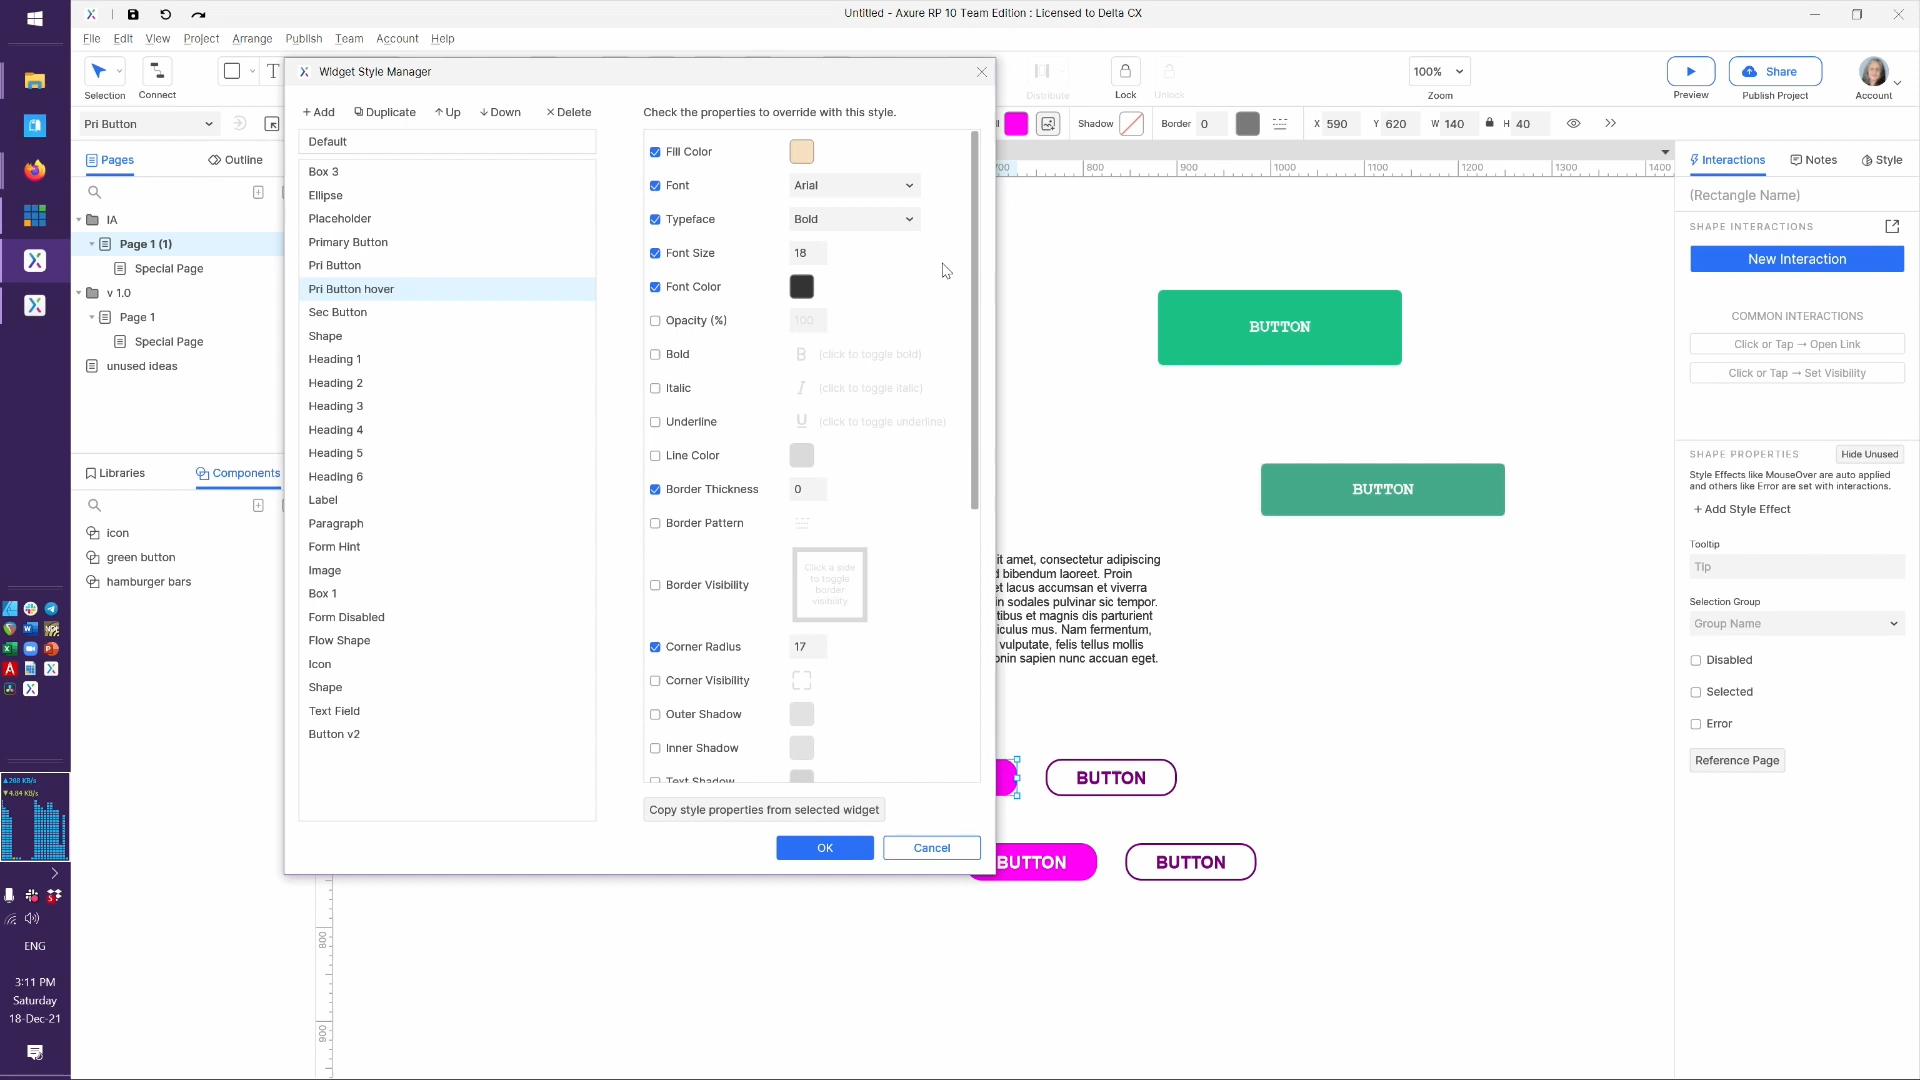 Untitled - Axure RP 10 Team Edition : Licensed to Delta CX
File Edit View Project Arrange Publish Team Account Help
Selection
Connect
Distribute
Lock
Unlock
100%
Zoom
Preview
Share
Publish Project
Account
Pri Button
Shadow
Border 0
X 590
Y 620
W 140
H 40
Pages
Outline
IA
Page 1 (1)
Special Page
v 1.0
Page 1
Special Page
unused ideas
Libraries
Components
icon
green button
hamburger bars
Widget Style Manager
+ Add
Duplicate
Up
Down
Delete
Default
Box 3
Ellipse
Placeholder
Primary Button
Pri Button
Pri Button hover
Sec Button
Shape
Heading 1
Heading 2
Heading 3
Heading 4
Heading 5
Heading 6
Label
Paragraph
Form Hint
Image
Box 1
Form Disabled
Flow Shape
Icon
Shape
Text Field
Button v2
Check the properties to override with this style.
Fill Color
Font Arial
Typeface Bold
Font Size 18
Font Color
Opacity (%) 100
Bold B (click to toggle bold)
Italic I (click to toggle italic)
Underline U (click to toggle underline)
Line Color
Border Thickness 0
Border Pattern
Border Visibility
Click a side
to toggle
border
visibility
Corner Radius 17
Corner Visibility
Outer Shadow
Inner Shadow
Text Shadow
Copy style properties from selected widget
OK
Cancel
700 800 900 1000 1100 1200 1300 1400
BUTTON
BUTTON
it amet, consectetur adipiscing
d bibendum laoreet. Proin
et lacus accumsan et viverra
in sodales pulvinar sic tempor.
tibus et magnis dis parturient
iculus mus. Nam fermentum,
vulputate, felis tellus mollis
onin sapien nunc accuan eget.
BUTTON
BUTTON
BUTTON
800
900
Interactions
Notes
Style
(Rectangle Name)
SHAPE INTERACTIONS
New Interaction
COMMON INTERACTIONS
Click or Tap → Open Link
Click or Tap → Set Visibility
SHAPE PROPERTIES
Hide Unused
Style Effects like MouseOver are auto applied
and others like Error are set with interactions.
+ Add Style Effect
Tooltip
Tip
Selection Group
Group Name
Disabled
Selected
Error
Reference Page
268 KB/s
4.84 KB/s
ENG
3:11 PM
Saturday
18-Dec-21